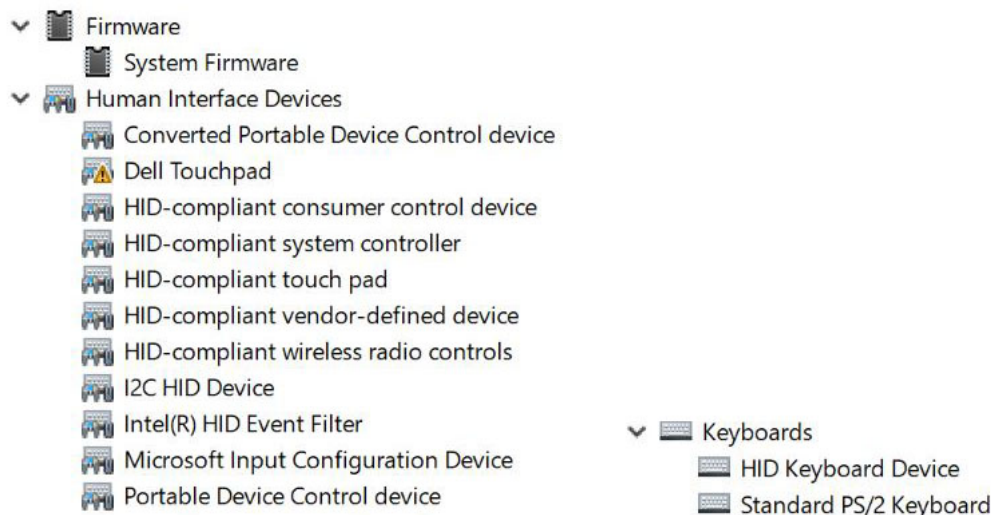 Firmware
System Firmware
Human Interface Devices
Converted Portable Device Control device
Dell Touchpad
HID-compliant consumer control device
HID-compliant system controller
HID-compliant touch pad
HID-compliant vendor-defined device
HID-compliant wireless radio controls
I2C HID Device
Intel(R) HID Event Filter
Microsoft Input Configuration Device
Portable Device Control device
Keyboards
HID Keyboard Device
Standard PS/2 Keyboard